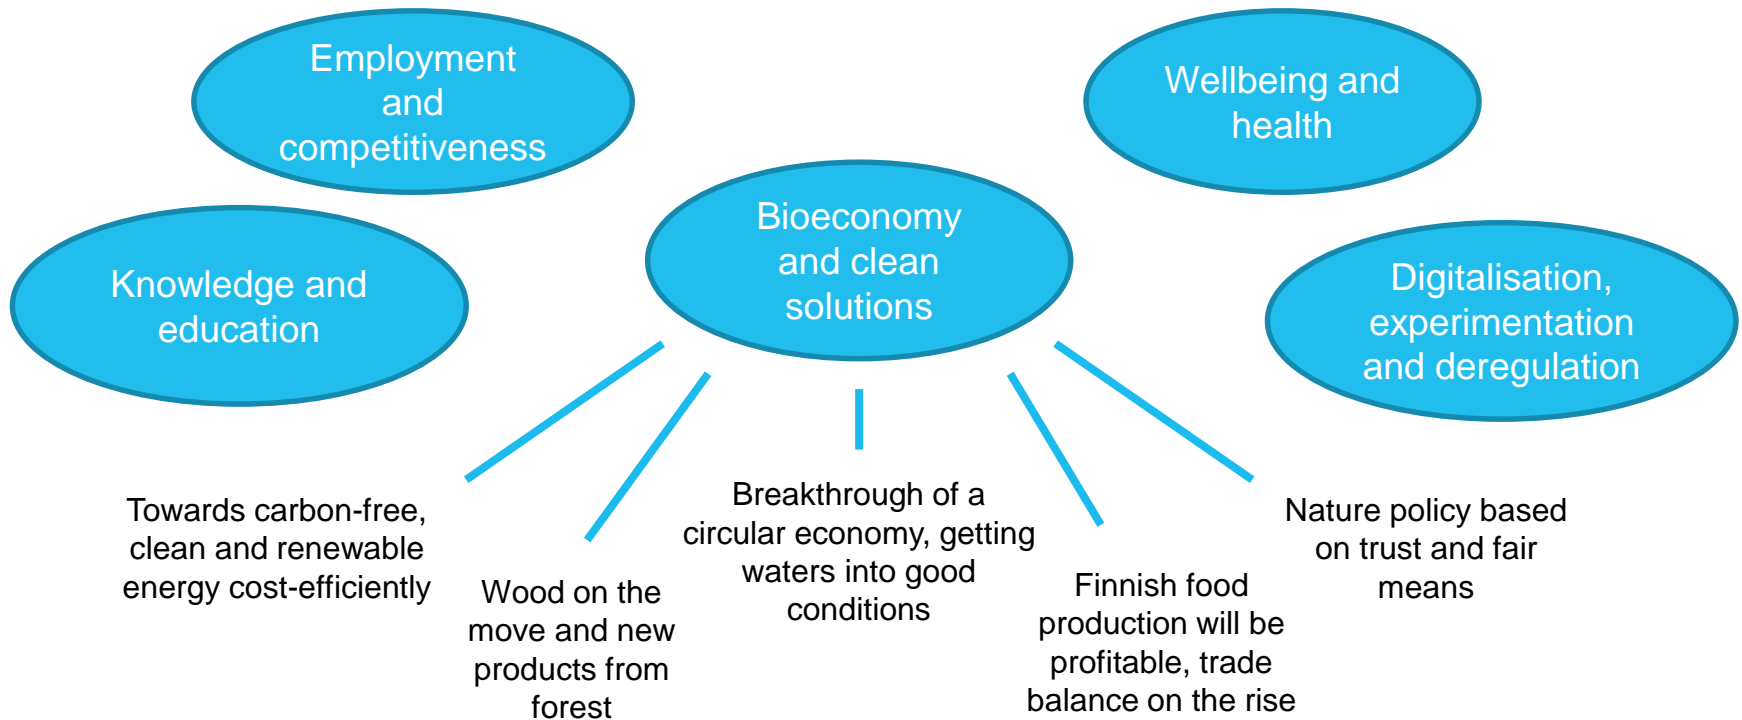 Employment
and
competitiveness
Wellbeing and
health
Knowledge and
education
Bioeconomy
and clean
solutions
Digitalisation,
experimentation
and deregulation
Towards carbon-free,
clean and renewable
energy cost-efficiently
Wood on the
move and new
products from
forest
Breakthrough of a
circular economy, getting
waters into good
conditions
Finnish food
production will be
profitable, trade
balance on the rise
Nature policy based
on trust and fair
means